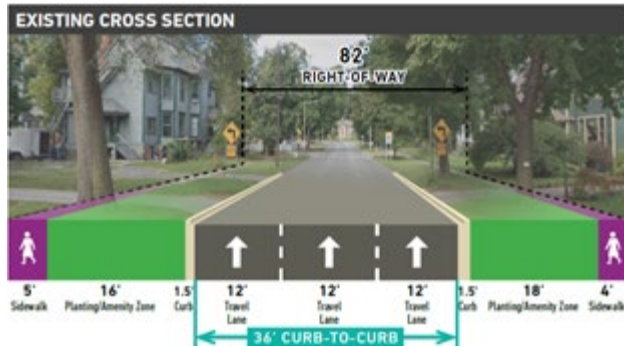 EXISTING CROSS SECTION
82'
RIGHT-OF-WAY
5' 16' 1.5' 12' 12' 12' 1.5' 18' 4'
Sidewalk Planting/Amenity Zone Curb Travel Lane Travel Lane Travel Lane Curb Planting/Amenity Zone Sidewalk
36' CURB-TO-CURB